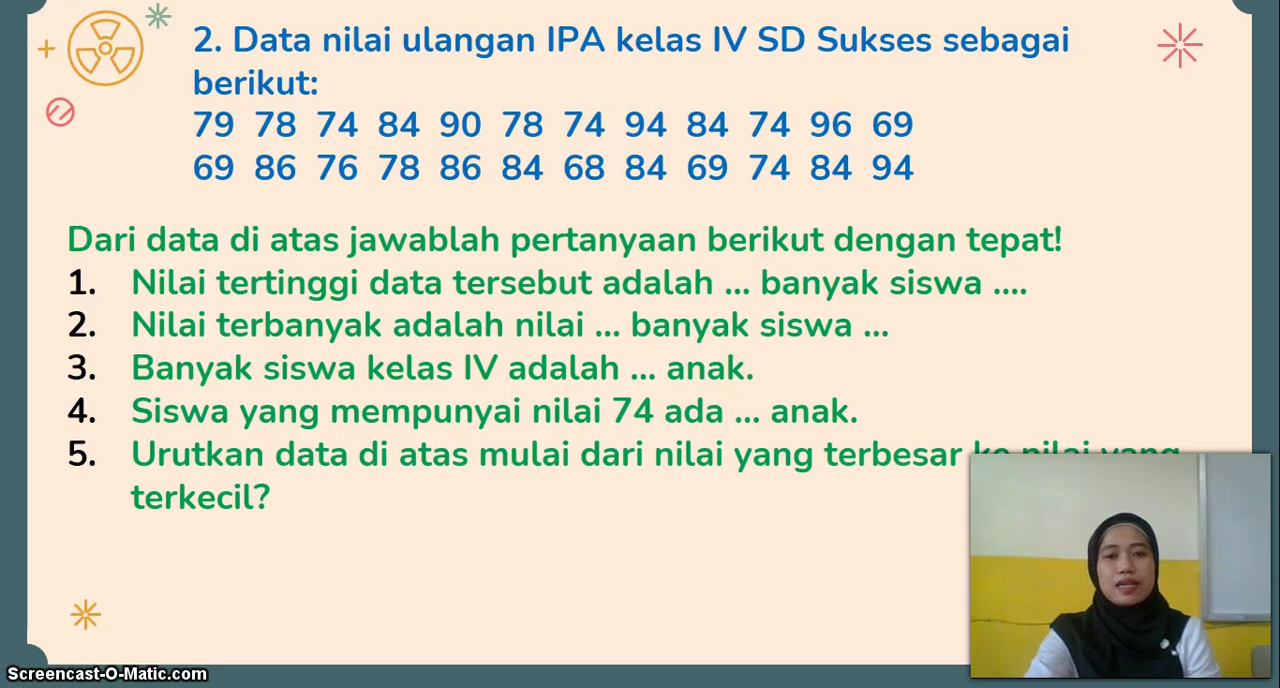 2. Data nilai ulangan IPA kelas IV SD Sukses sebagai
berikut:
79 78 74 84 90 78 74 94 84 74 96 69
69 86 76 78 86 84 68 84 69 74 84 94
Dari data di atas jawablah pertanyaan berikut dengan tepat!
1. Nilai tertinggi data tersebut adalah ... banyak siswa ....
2. Nilai terbanyak adalah nilai ... banyak siswa ...
3. Banyak siswa kelas IV adalah ... anak.
4. Siswa yang mempunyai nilai 74 ada ... anak.
5. Urutkan data di atas mulai dari nilai yang terbesar ke nilai yang
terkecil?
Screencast-O-Matic.com